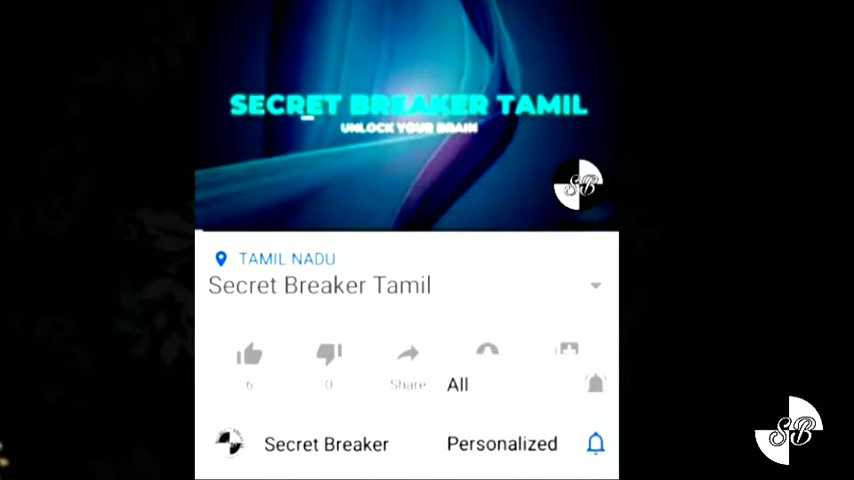 SECRET BREAKER TAMIL
UNLOCK YOUR BRAIN
SB
TAMIL NADU
Secret Breaker Tamil
6 0 Share
All
Secret Breaker
Personalized
SB